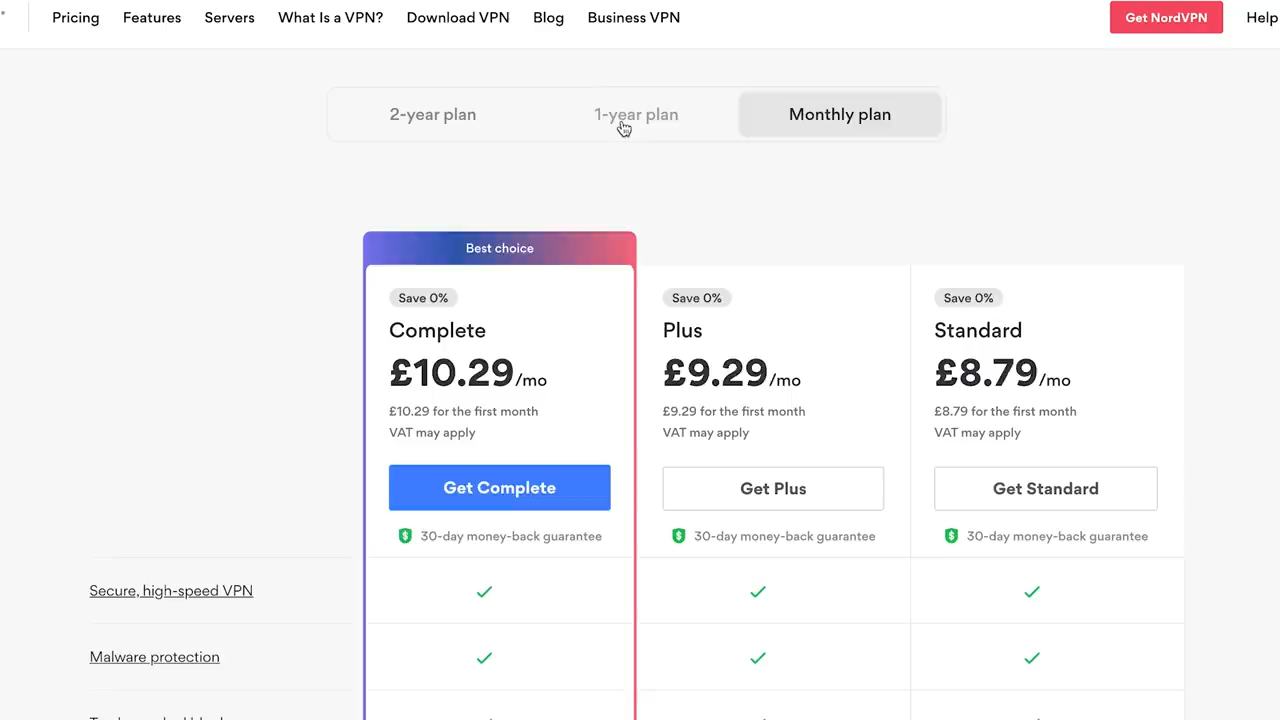 Pricing Features Servers What Is a VPN? Download VPN Blog Business VPN Get NordVPN Help
2-year plan 1-year plan Monthly plan
Best choice
Save 0% Save 0% Save 0%
Complete Plus Standard
£10.29/mo £9.29/mo £8.79/mo
£10.29 for the first month £9.29 for the first month £8.79 for the first month
VAT may apply VAT may apply VAT may apply
Get Complete Get Plus Get Standard
30-day money-back guarantee 30-day money-back guarantee 30-day money-back guarantee
Secure, high-speed VPN
Malware protection